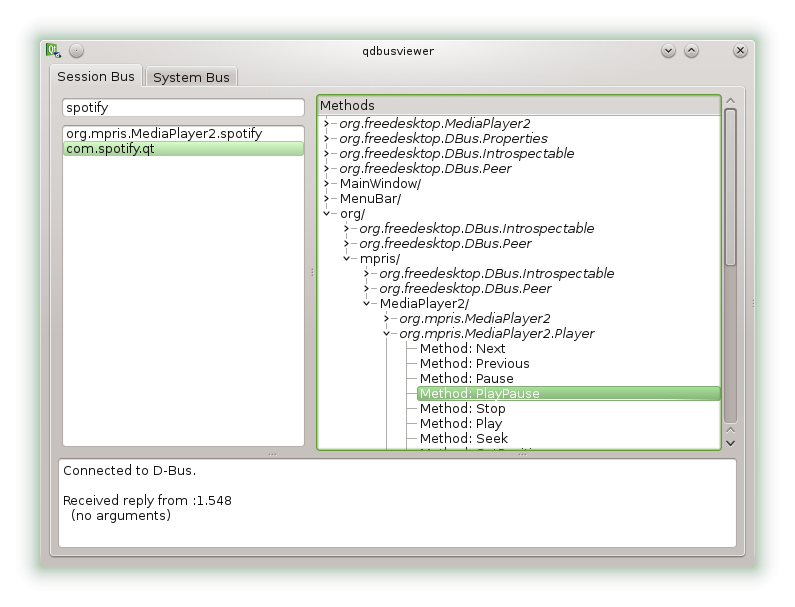 qdbusviewer
Session Bus
System Bus
spotify
org.mpris.MediaPlayer2.spotify
com.spotify.qt
Methods
org.freedesktop.MediaPlayer2
org.freedesktop.DBus.Properties
org.freedesktop.DBus.Introspectable
org.freedesktop.DBus.Peer
MainWindow/
MenuBar/
org/
org.freedesktop.DBus.Introspectable
org.freedesktop.DBus.Peer
mpris/
org.freedesktop.DBus.Introspectable
org.freedesktop.DBus.Peer
MediaPlayer2/
org.mpris.MediaPlayer2
org.mpris.MediaPlayer2.Player
Method: Next
Method: Previous
Method: Pause
Method: PlayPause
Method: Stop
Method: Play
Method: Seek
Connected to D-Bus.
Received reply from :1.548
(no arguments)